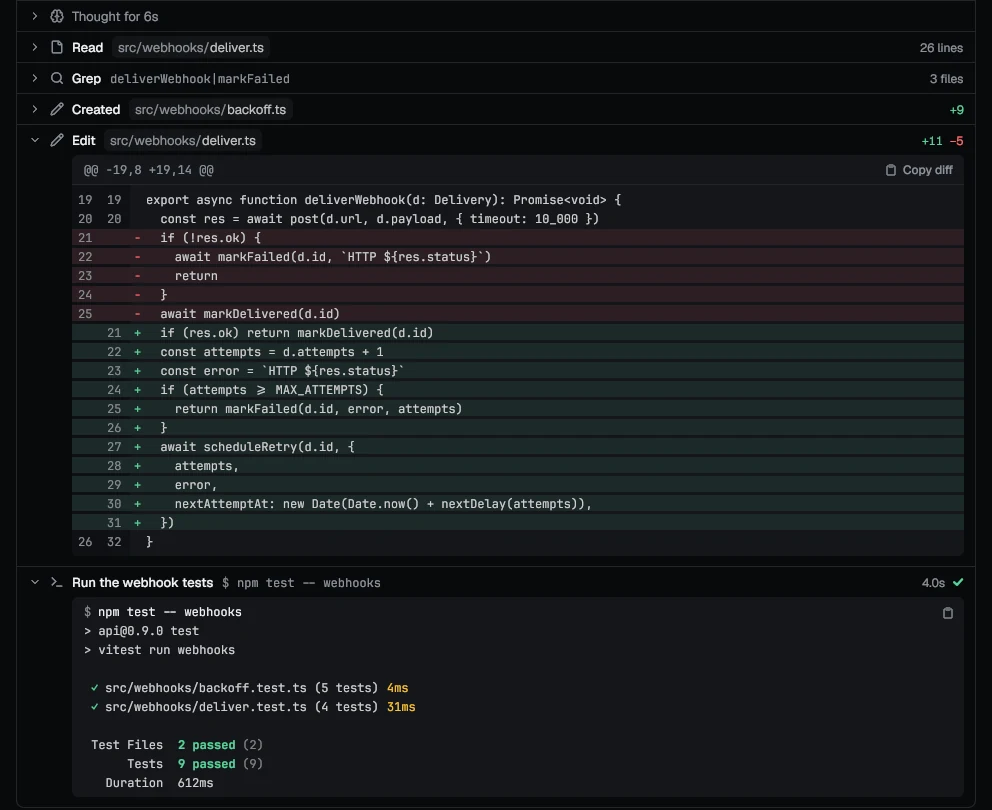 Thought for 6s
Read src/webhooks/deliver.ts 26 lines
Grep deliverWebhook|markFailed 3 files
Created src/webhooks/backoff.ts +9
Edit src/webhooks/deliver.ts +11 −5
@@ -19,8 +19,14 @@ Copy diff
19 19 export async function deliverWebhook(d: Delivery): Promise<void> {
20 20 const res = await post(d.url, d.payload, { timeout: 10_000 })
21 - if (!res.ok) {
22 - await markFailed(d.id, `HTTP ${res.status}`)
23 - return
24 - }
25 - await markDelivered(d.id)
21 + if (res.ok) return markDelivered(d.id)
22 + const attempts = d.attempts + 1
23 + const error = `HTTP ${res.status}`
24 + if (attempts >= MAX_ATTEMPTS) {
25 + return markFailed(d.id, error, attempts)
26 + }
27 + await scheduleRetry(d.id, {
28 + attempts,
29 + error,
30 + nextAttemptAt: new Date(Date.now() + nextDelay(attempts)),
31 + })
26 32 }
Run the webhook tests $ npm test -- webhooks 4.0s ✓
$ npm test -- webhooks
> api@0.9.0 test
> vitest run webhooks
✓ src/webhooks/backoff.test.ts (5 tests) 4ms
✓ src/webhooks/deliver.test.ts (4 tests) 31ms
Test Files 2 passed (2)
Tests 9 passed (9)
Duration 612ms